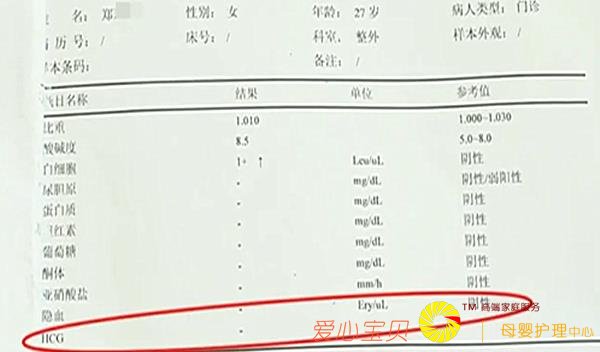 名：郑 性别：女 年龄：27岁 病人类型：门诊
历号：/ 床号：/ 科室：整外 样本外观：/
本条码： 备注：/
项目名称 结果 单位 参考值
比重 1.010 1.000~1.030
酸碱度 8.5 5.0~8.0
白细胞 1+ ↑ Leu/uL 阴性
尿胆原 - mg/dL 阴性/弱阳性
蛋白质 - mg/dL 阴性
胆红素 - mg/dL 阴性
葡萄糖 - mg/dL 阴性
酮体 - mg/dL 阴性
亚硝酸盐 - mm/h 阴性
隐血 - Ery/uL 阴性
HCG -
爱心宝贝 TM 高端家庭服务 母婴护理中心